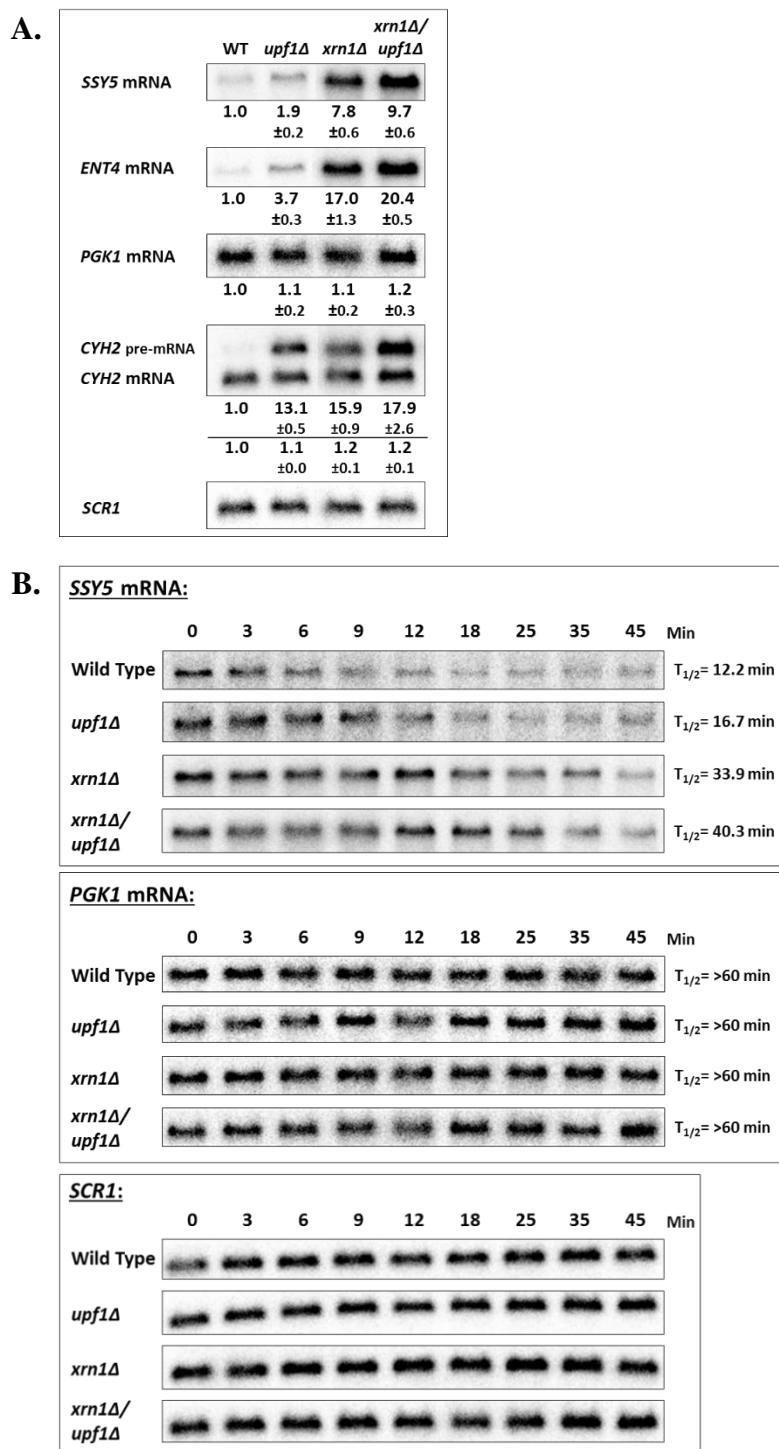 A.
WT upf1Δ xrn1Δ xrn1Δ/
upf1Δ
SSY5 mRNA
1.0 1.9 7.8 9.7
±0.2 ±0.6 ±0.6
ENT4 mRNA
1.0 3.7 17.0 20.4
±0.3 ±1.3 ±0.5
PGK1 mRNA
1.0 1.1 1.1 1.2
±0.2 ±0.2 ±0.3
CYH2 pre-mRNA
CYH2 mRNA
1.0 13.1 15.9 17.9
±0.5 ±0.9 ±2.6
1.0 1.1 1.2 1.2
±0.0 ±0.1 ±0.1
SCR1
B.
SSY5 mRNA:
0 3 6 9 12 18 25 35 45 Min
Wild Type T1/2= 12.2 min
upf1Δ T1/2= 16.7 min
xrn1Δ T1/2= 33.9 min
xrn1Δ/
upf1Δ T1/2= 40.3 min
PGK1 mRNA:
0 3 6 9 12 18 25 35 45 Min
Wild Type T1/2= >60 min
upf1Δ T1/2= >60 min
xrn1Δ T1/2= >60 min
xrn1Δ/
upf1Δ T1/2= >60 min
SCR1:
0 3 6 9 12 18 25 35 45 Min
Wild Type
upf1Δ
xrn1Δ
xrn1Δ/
upf1Δ